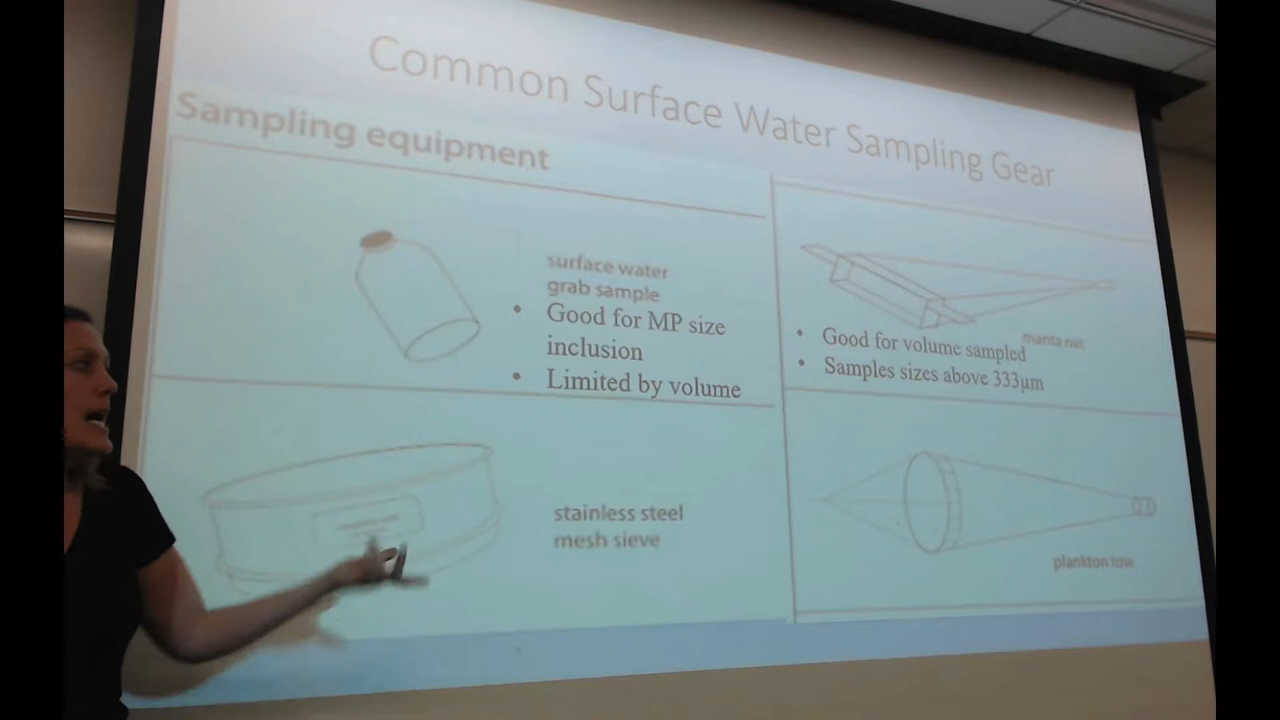 Common Surface Water Sampling Gear
Sampling equipment
surface water
grab sample
• Good for MP size
inclusion
• Limited by volume
manta net
• Good for volume sampled
• Samples sizes above 333µm
stainless steel
mesh sieve
plankton tow